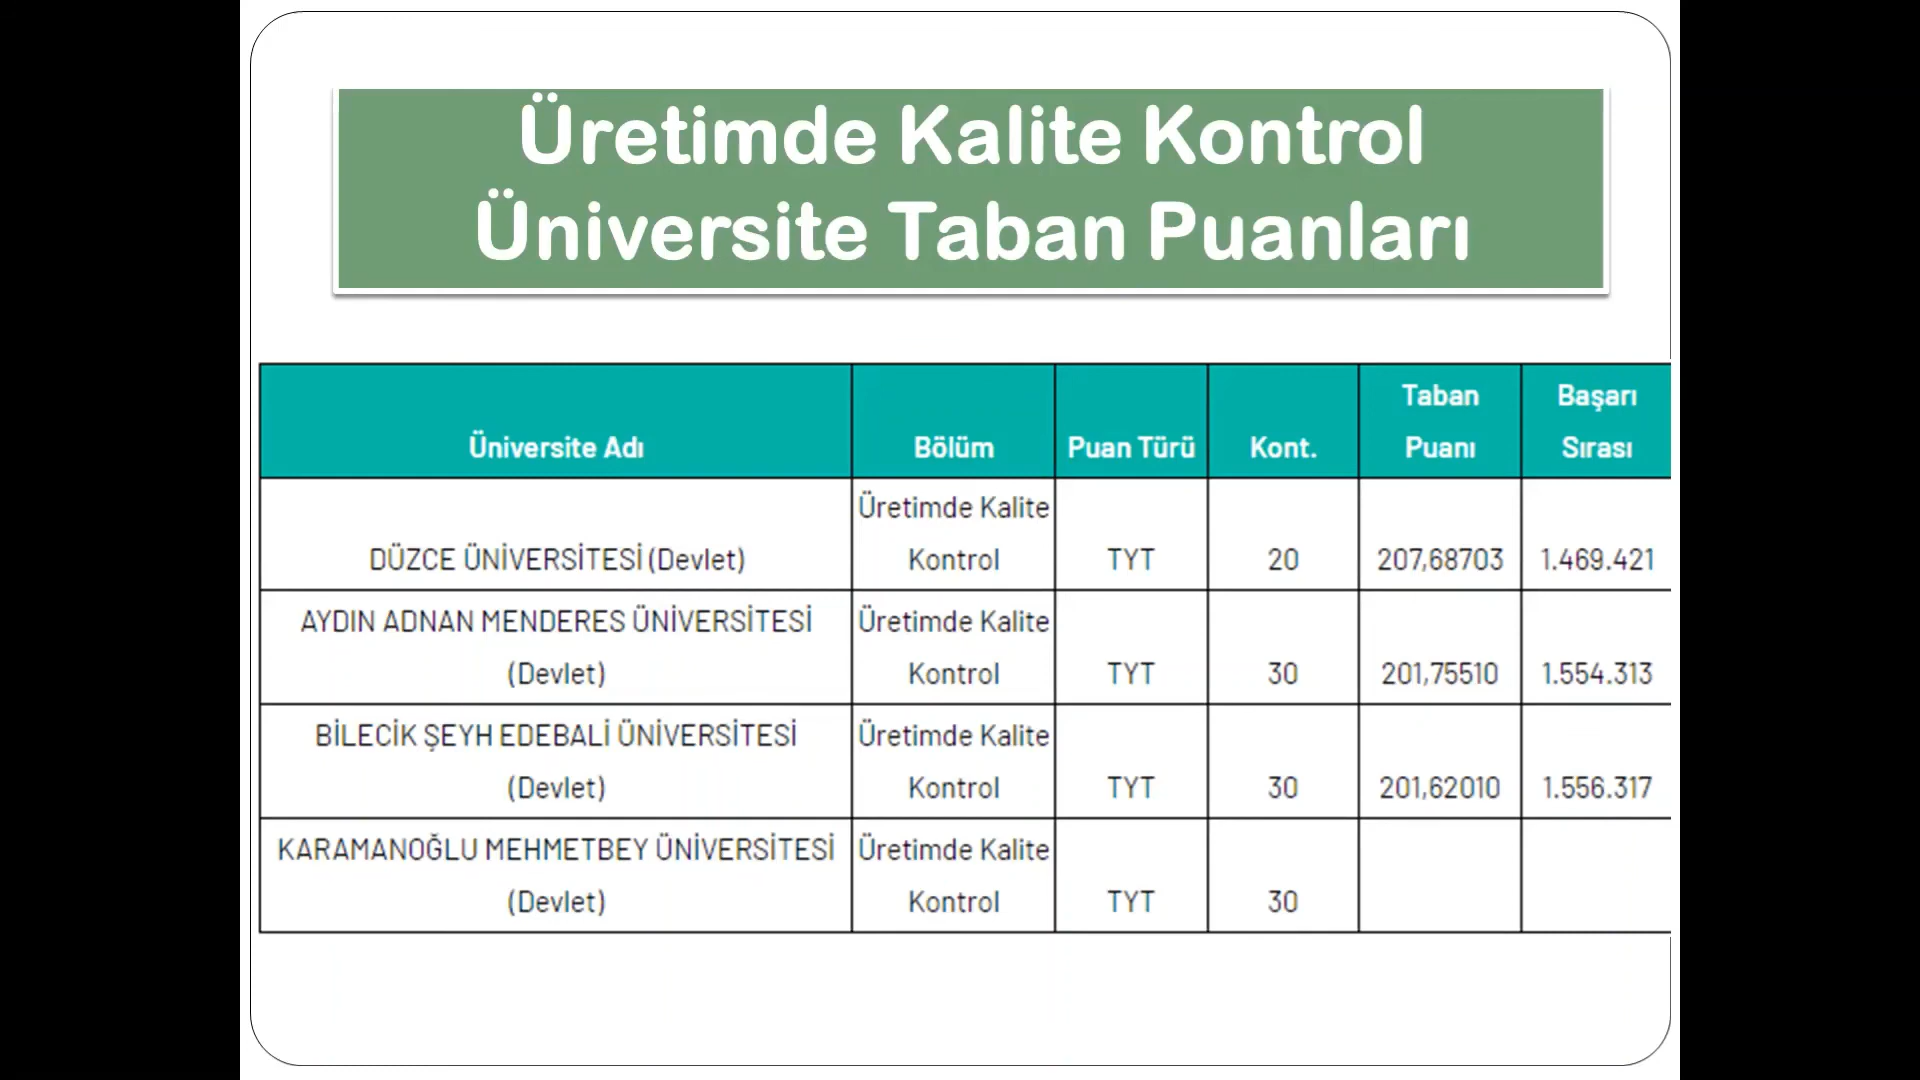 Üretimde Kalite Kontrol
Üniversite Taban Puanları
Üniversite Adı Bölüm Puan Türü Kont. Taban Puanı Başarı Sırası
DÜZCE ÜNİVERSİTESİ (Devlet) Üretimde Kalite Kontrol TYT 20 207,68703 1.469.421
AYDIN ADNAN MENDERES ÜNİVERSİTESİ (Devlet) Üretimde Kalite Kontrol TYT 30 201,75510 1.554.313
BİLECİK ŞEYH EDEBALİ ÜNİVERSİTESİ (Devlet) Üretimde Kalite Kontrol TYT 30 201,62010 1.556.317
KARAMANOĞLU MEHMETBEY ÜNİVERSİTESİ (Devlet) Üretimde Kalite Kontrol TYT 30